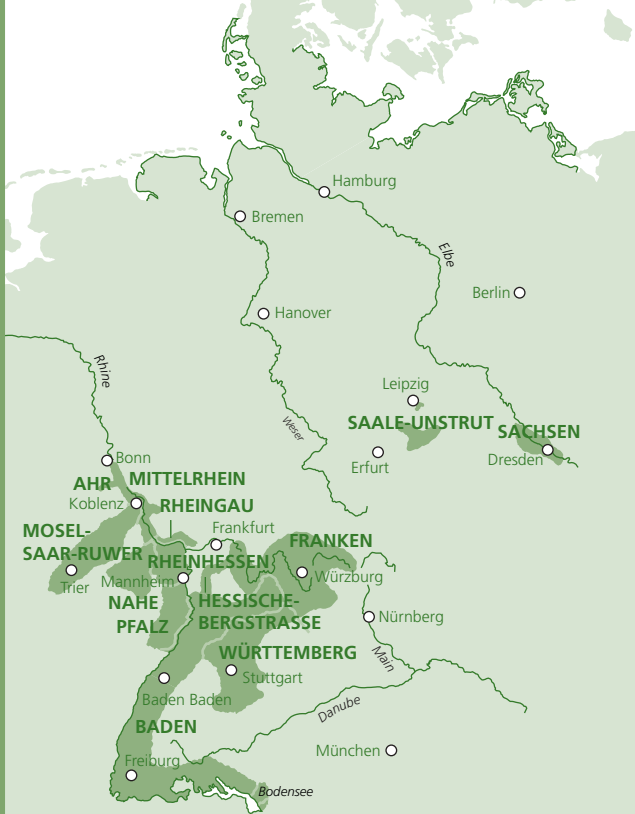 Hamburg
Bremen
Elbe
Berlin
Hanover
Rhine
Leipzig
Weser
SAALE-UNSTRUT
SACHSEN
Bonn
Erfurt
Dresden
AHR
MITTELRHEIN
Koblenz
RHEINGAU
MOSEL-
SAAR-RUWER
Frankfurt
FRANKEN
RHEINHESSEN
Trier
Mannheim
Würzburg
NAHE
HESSISCHE-
BERGSTRASSE
PFALZ
Nürnberg
WÜRTTEMBERG
Main
Stuttgart
Baden Baden
Danube
BADEN
München
Freiburg
Bodensee